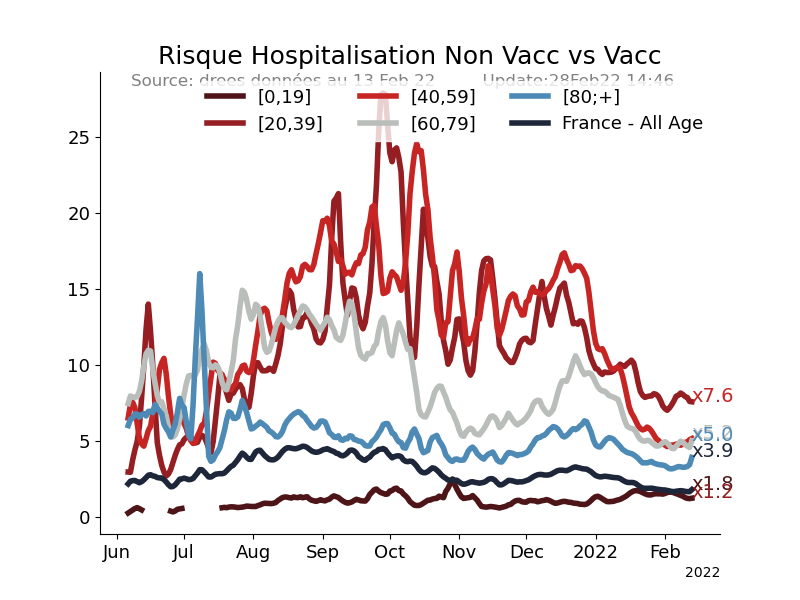 Risque Hospitalisation Non Vacc vs Vacc
Source: drees données au 13 Feb 22 Update:28Feb22 14:46
[0,19] [40,59] [80;+]
[20,39] [60,79] France - All Age
25
20
15
10
5
0
x7.6
x5.0
x3.9
x1.8
x1.2
Jun Jul Aug Sep Oct Nov Dec 2022 Feb
2022